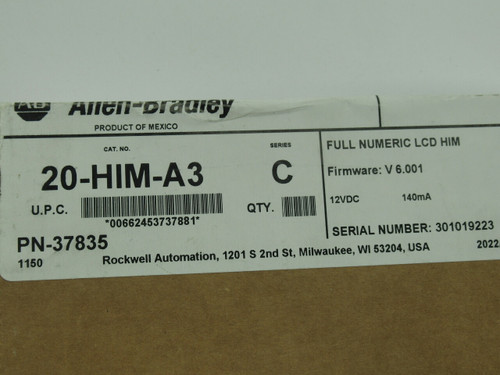 AB
Allen-Bradley
PRODUCT OF MEXICO
CAT. NO.
SERIES
20-HIM-A3
C
U.P.C.
*00662453737881*
QTY.
PN-37835
1150
Rockwell Automation, 1201 S 2nd St, Milwaukee, WI 53204, USA
FULL NUMERIC LCD HIM
Firmware: V 6.001
12VDC 140mA
SERIAL NUMBER: 301019223